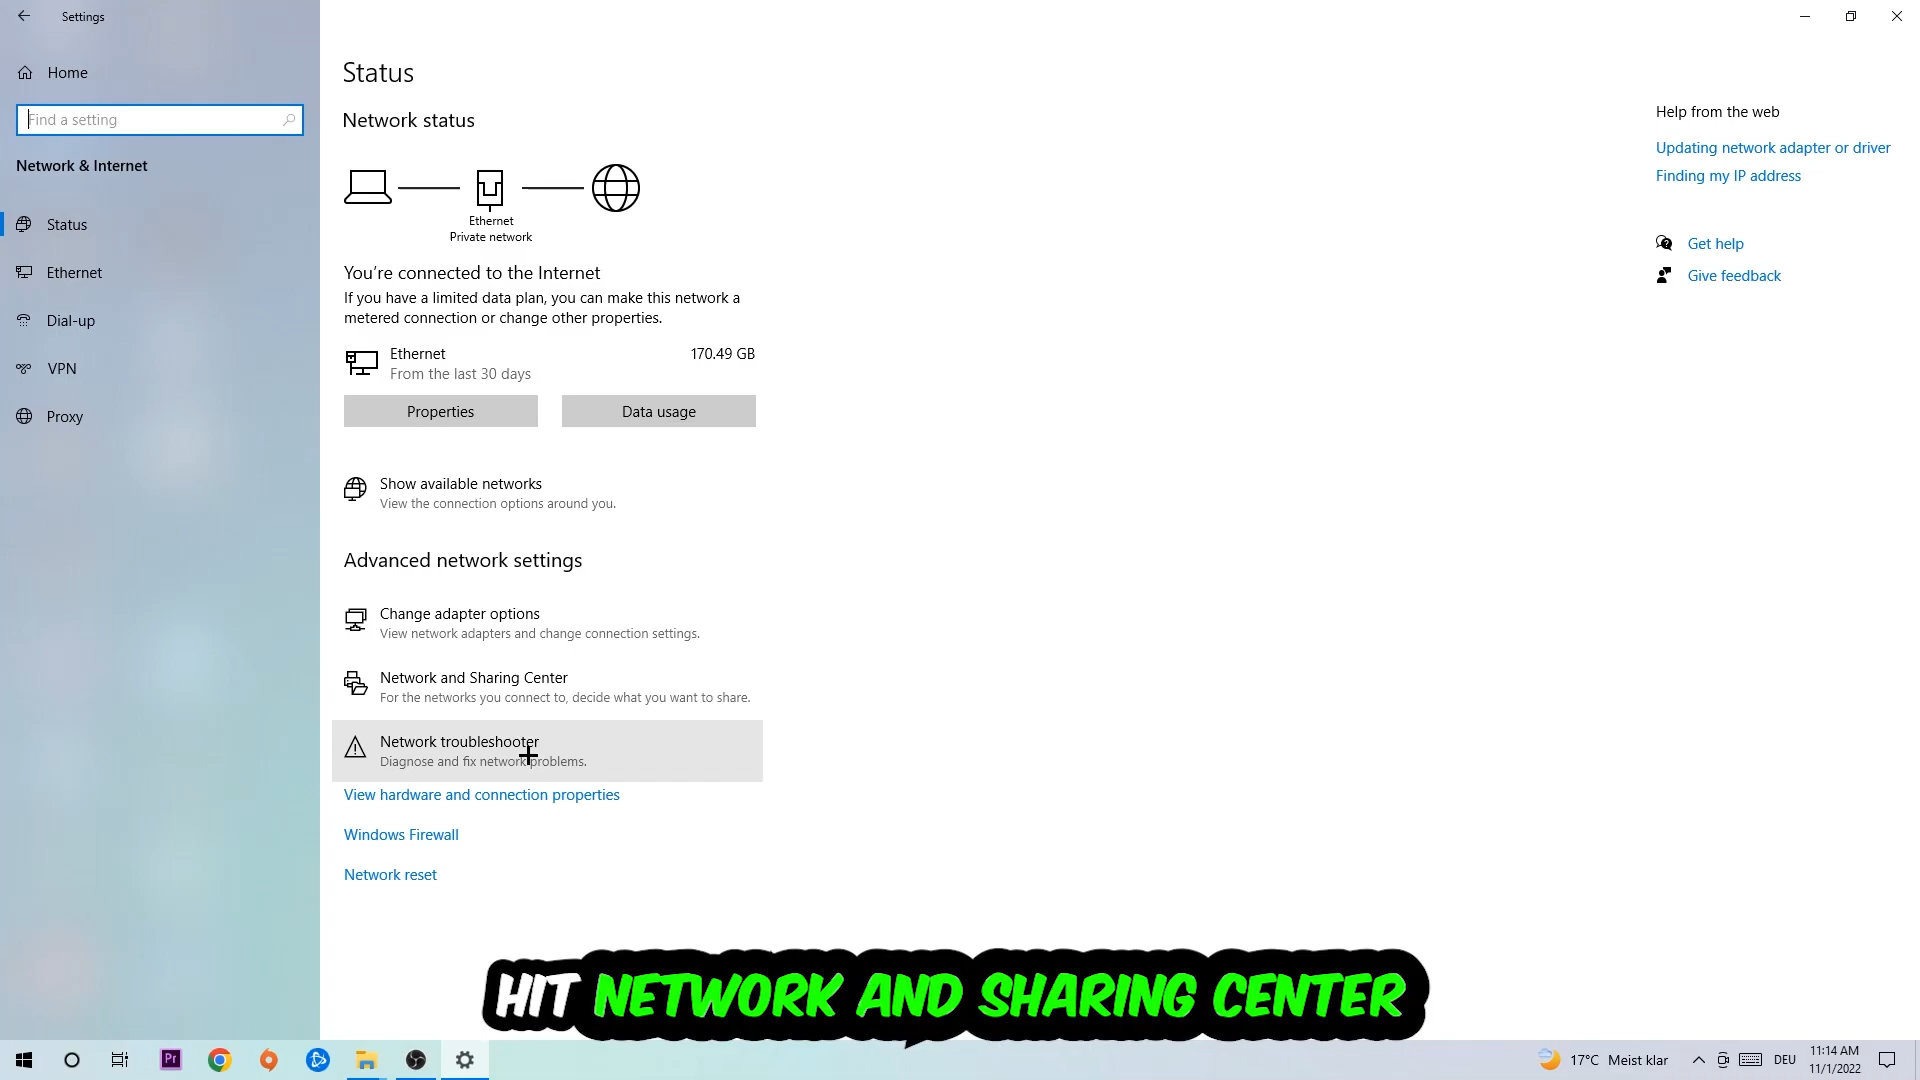 Settings
Home
Find a setting
Network & Internet
Status
Ethernet
Dial-up
VPN
Proxy
Status
Network status
Ethernet
Private network
You're connected to the Internet
If you have a limited data plan, you can make this network a
metered connection or change other properties.
Ethernet 170.49 GB
From the last 30 days
Properties Data usage
Show available networks
View the connection options around you.
Advanced network settings
Change adapter options
View network adapters and change connection settings.
Network and Sharing Center
For the networks you connect to, decide what you want to share.
Network troubleshooter
Diagnose and fix network problems.
View hardware and connection properties
Windows Firewall
Network reset
Help from the web
Updating network adapter or driver
Finding my IP address
Get help
Give feedback
HIT NETWORK AND SHARING CENTER
Pr
17°C Meist klar
DEU
11:14 AM
11/1/2022